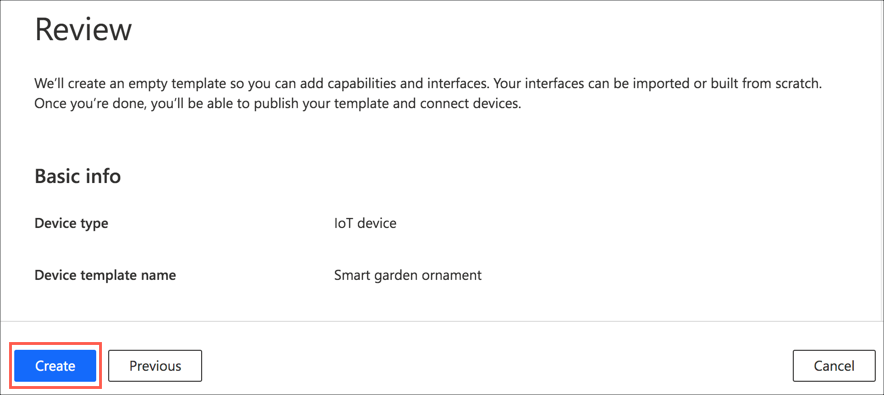 Review
We'll create an empty template so you can add capabilities and interfaces. Your interfaces can be imported or built from scratch.
Once you're done, you'll be able to publish your template and connect devices.
Basic info
Device type IoT device
Device template name Smart garden ornament
Create Previous Cancel